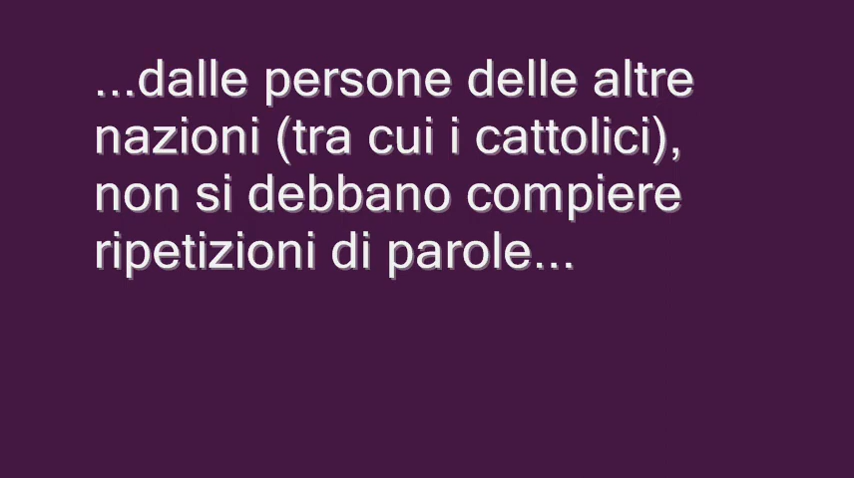 ...dalle persone delle altre
nazioni (tra cui i cattolici),
non si debbano compiere
ripetizioni di parole...